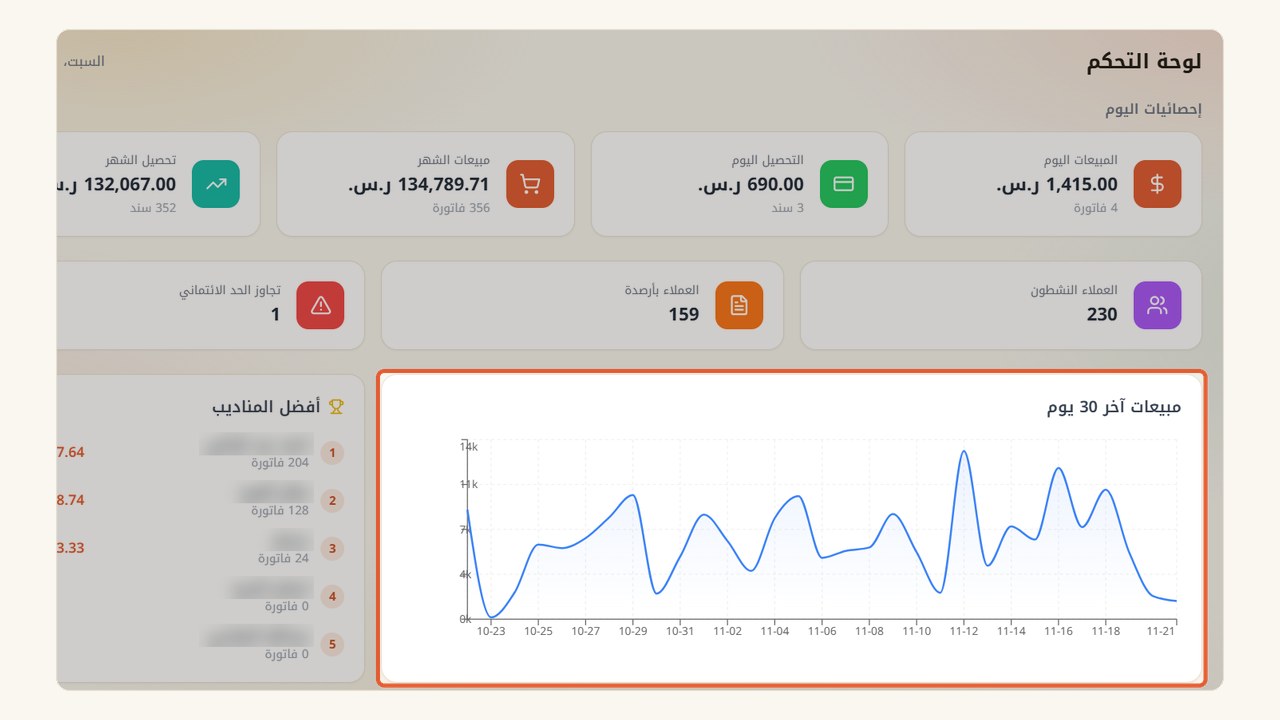 لوحة التحكم
السبت،
إحصائيات اليوم
المبيعات اليوم
1,415.00 ر.س.
4 فاتورة
التحصيل اليوم
690.00 ر.س.
3 سند
مبيعات الشهر
134,789.71 ر.س.
356 فاتورة
تحصيل الشهر
132,067.00 ر.س
352 سند
العملاء النشطون
230
العملاء بأرصدة
159
تجاوز الحد الائتماني
1
مبيعات آخر 30 يوم
14k
11k
7k
4k
0k
10-23 10-25 10-27 10-29 10-31 11-02 11-04 11-06 11-08 11-10 11-12 11-14 11-16 11-18 11-21
أفضل المناديب
1
204 فاتورة
7.64
2
128 فاتورة
8.74
3
24 فاتورة
3.33
4
0 فاتورة
5
0 فاتورة